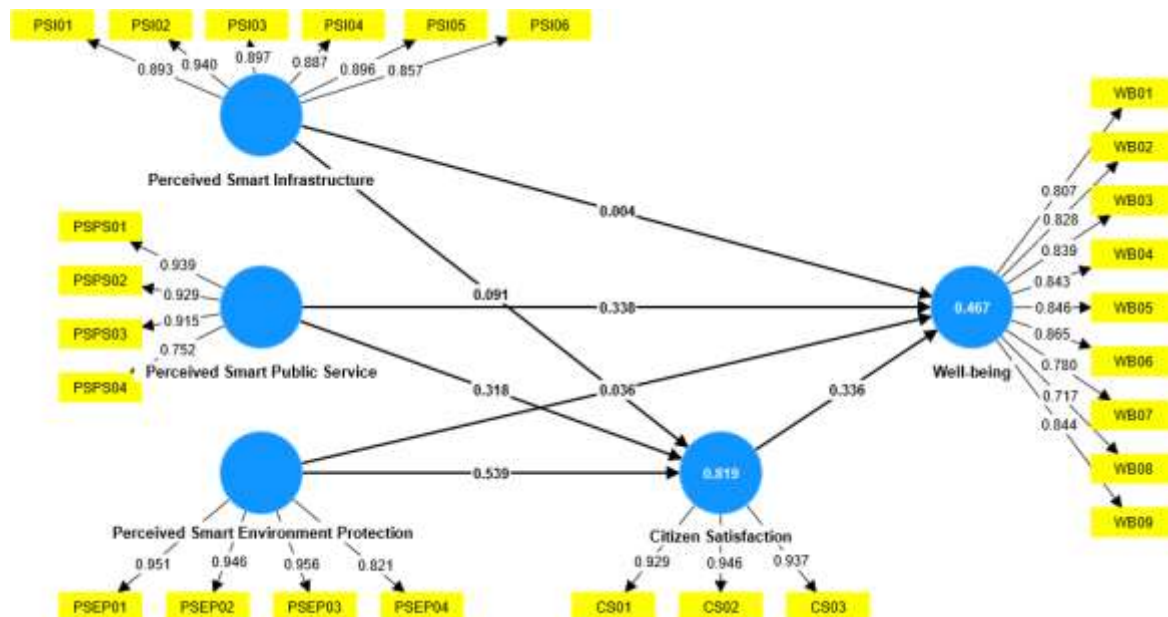 PSI01 PSI02 PSI03 PSI04 PSI05 PSI06
0.893 0.940 0.897 0.887 0.896 0.857
Perceived Smart Infrastructure
PSPS01
PSPS02
PSPS03
PSPS04
0.939
0.929
0.915
0.752
Perceived Smart Public Service
0.004
0.091
0.338
0.318
0.036
0.539
0.336
Perceived Smart Environment Protection
0.951 0.946 0.956 0.821
PSEP01 PSEP02 PSEP03 PSEP04
0.819
Citizen Satisfaction
0.929 0.946 0.937
CS01 CS02 CS03
0.467
Well-being
0.807
0.828
0.839
0.843
0.846
0.865
0.780
0.717
0.844
WB01
WB02
WB03
WB04
WB05
WB06
WB07
WB08
WB09